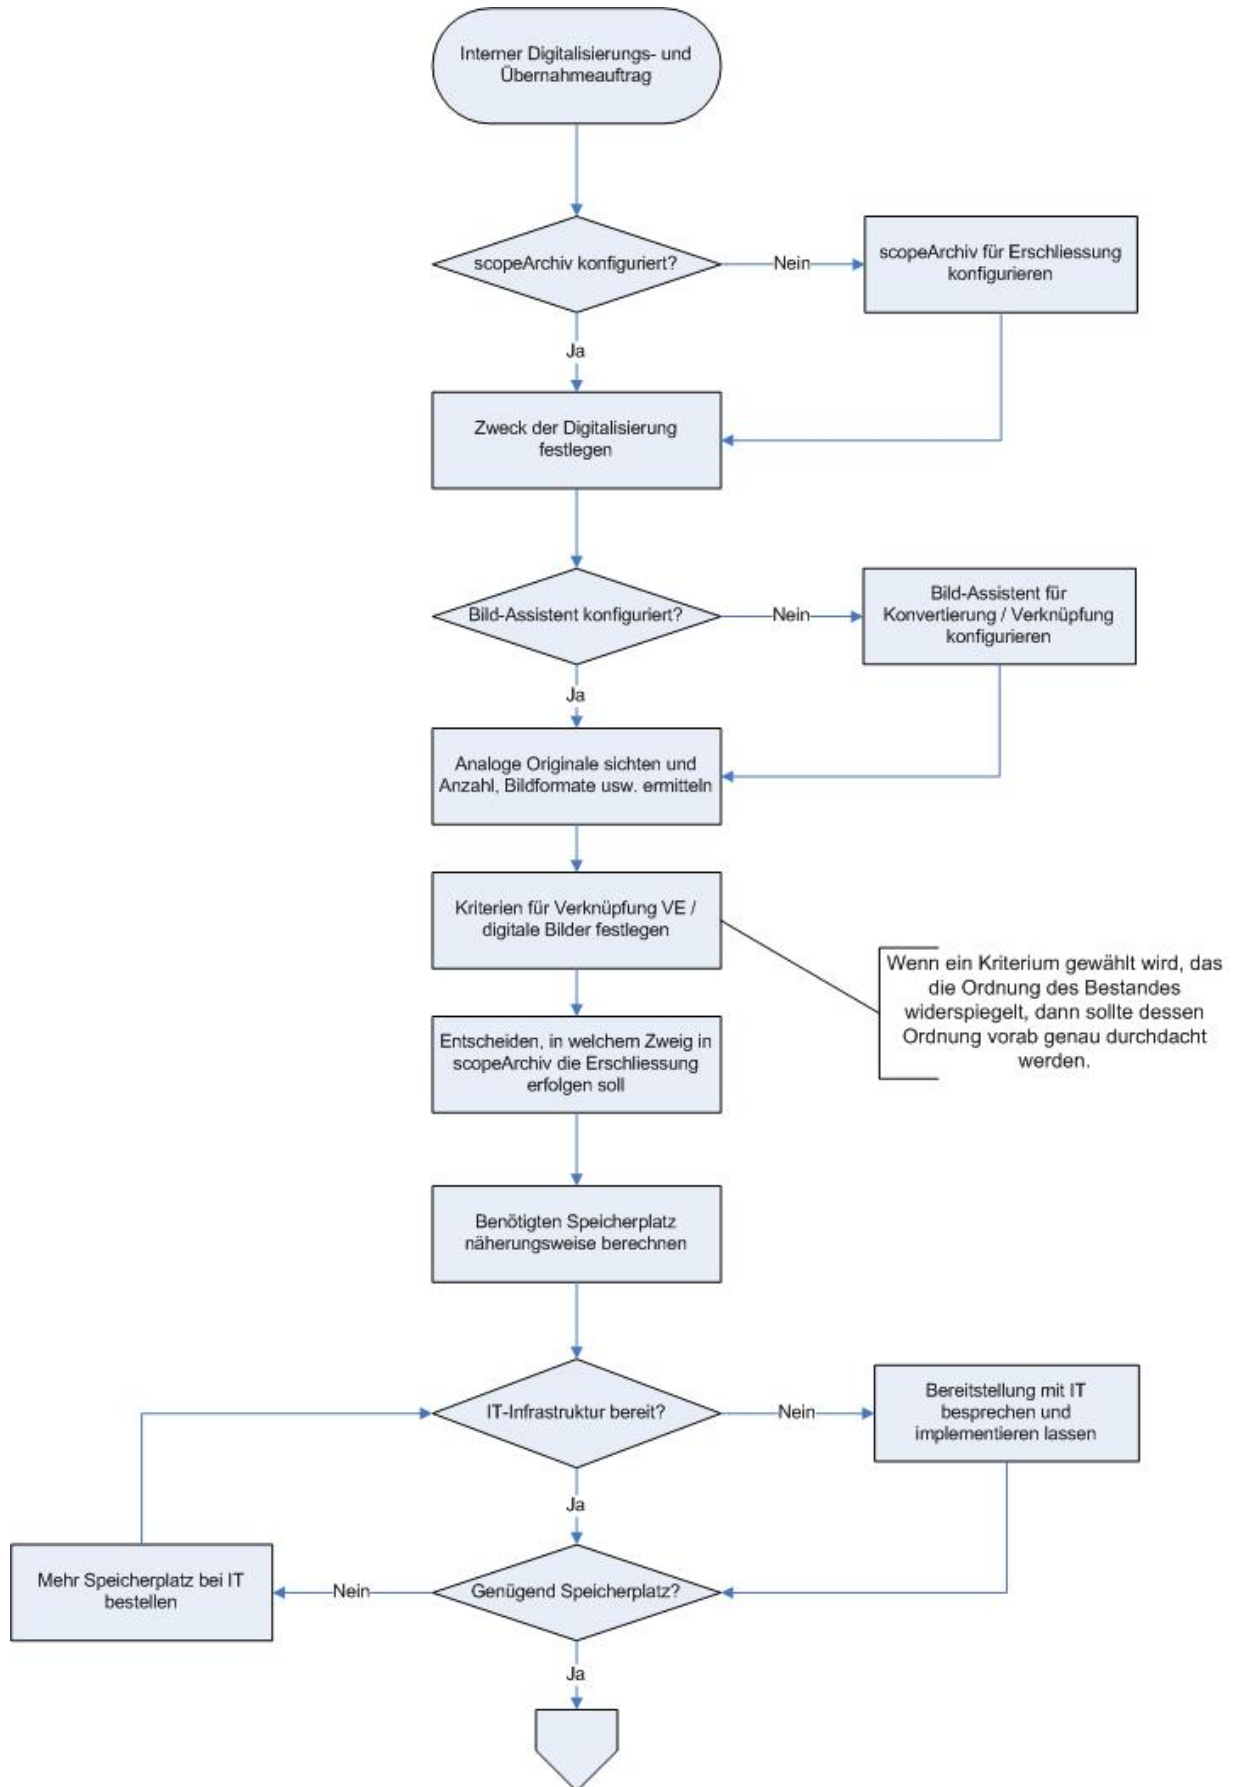 Interner Digitalisierungs- und
Übernahmeauftrag
scopeArchiv konfiguriert?
Nein
scopeArchiv für Erschliessung
konfigurieren
Ja
Zweck der Digitalisierung
festlegen
Bild-Assistent konfiguriert?
Nein
Bild-Assistent für
Konvertierung / Verknüpfung
konfigurieren
Ja
Analoge Originale sichten und
Anzahl, Bildformate usw. ermitteln
Kriterien für Verknüpfung VE /
digitale Bilder festlegen
Wenn ein Kriterium gewählt wird, das
die Ordnung des Bestandes
widerspiegelt, dann sollte dessen
Ordnung vorab genau durchdacht
werden.
Entscheiden, in welchem Zweig in
scopeArchiv die Erschliessung
erfolgen soll
Benötigten Speicherplatz
näherungsweise berechnen
IT-Infrastruktur bereit?
Nein
Bereitstellung mit IT
besprechen und
implementieren lassen
Ja
Genügend Speicherplatz?
Nein
Mehr Speicherplatz bei IT
bestellen
Ja